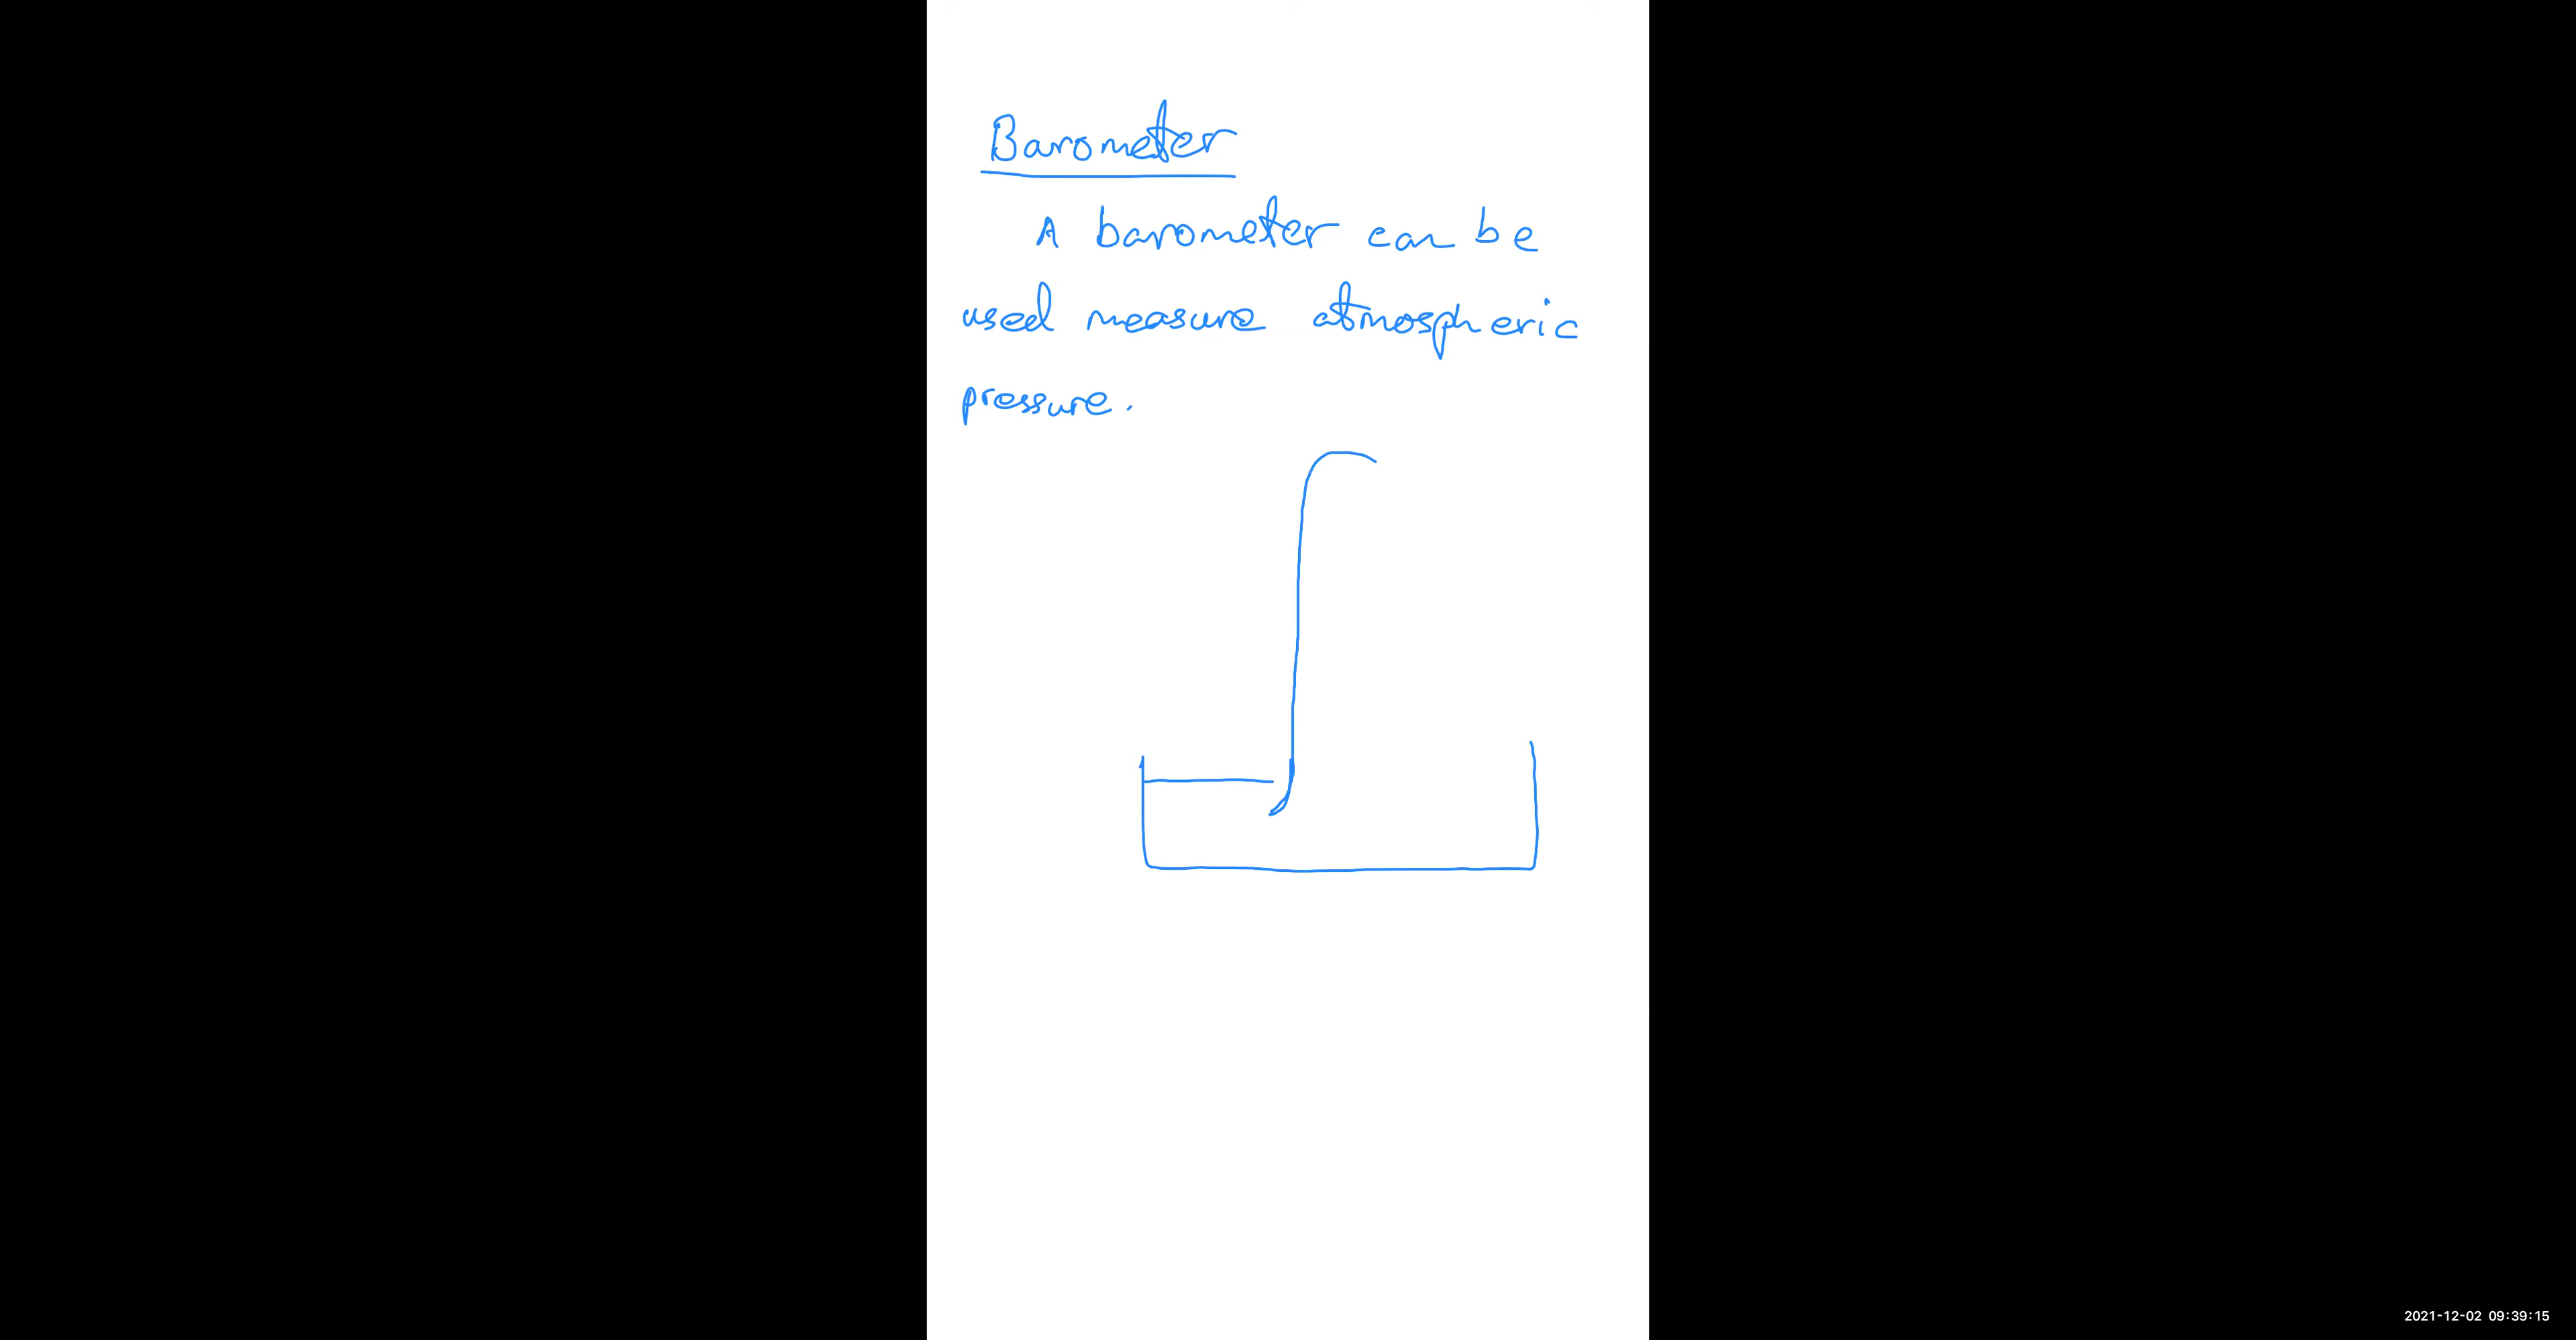 Barometer
A barometer can be
used measure atmospheric
pressure.
2021-12-02 09:39:15